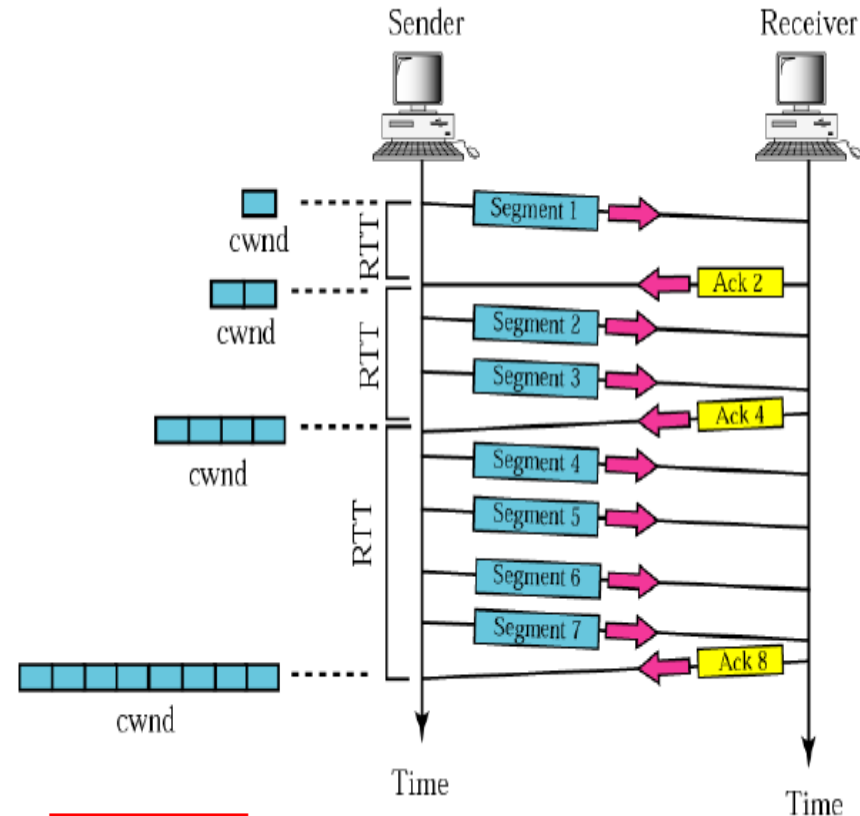 Sender
Receiver
cwnd
RTT
Segment 1
Ack 2
cwnd
RTT
Segment 2
Segment 3
Ack 4
cwnd
RTT
Segment 4
Segment 5
Segment 6
Segment 7
Ack 8
cwnd
Time
Time